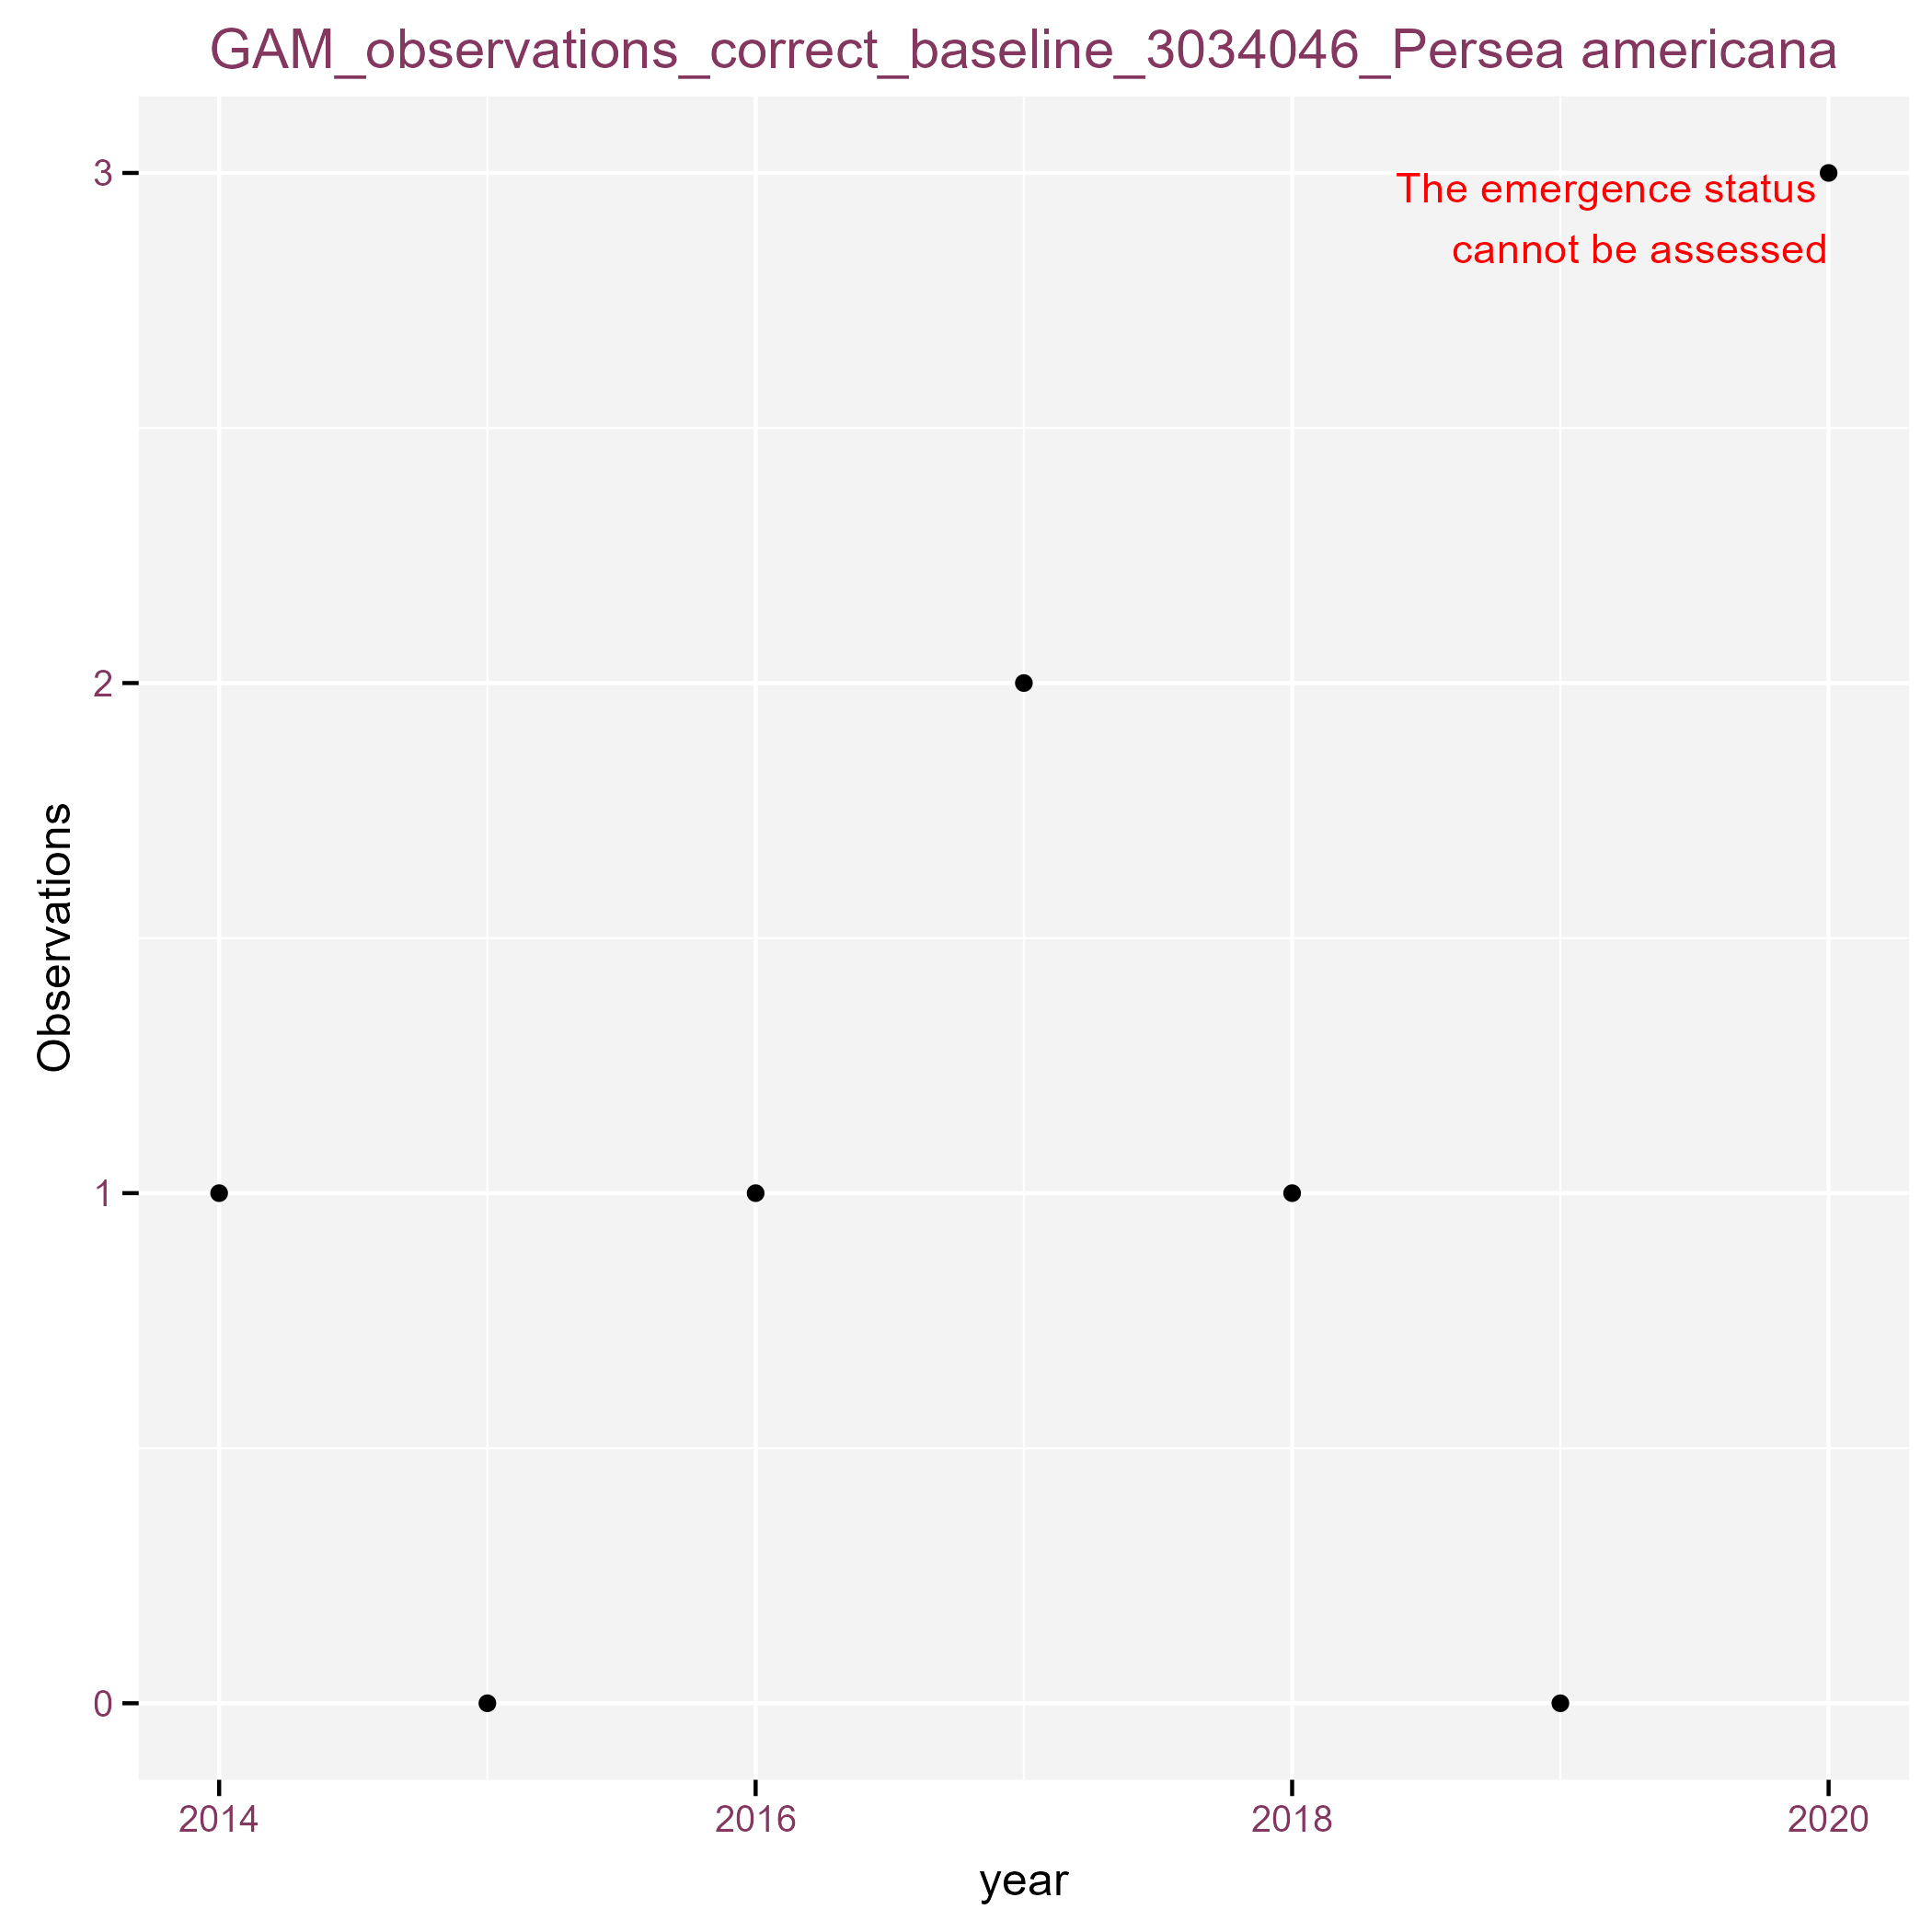 GAM_observations_correct_baseline_3034046_Persea americana
3
The emergence status
cannot be assessed
2
Observations
1
0
2014 2016 2018 2020
year